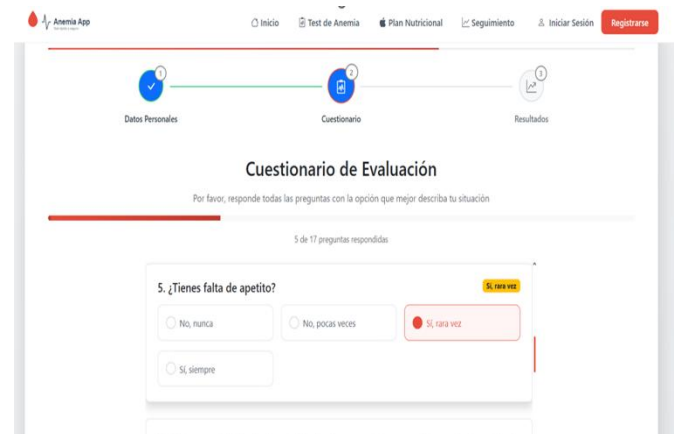 Anemia App
Inicio
Test de Anemia
Plan Nutricional
Seguimiento
Iniciar Sesión
Registrarse
1
2
3
Datos Personales
Cuestionario
Resultados
Cuestionario de Evaluación
Por favor, responde todas las preguntas con la opción que mejor describa tu situación
5 de 17 preguntas respondidas
5. ¿Tienes falta de apetito?
Sí, rara vez
No, nunca
No, pocas veces
Sí, rara vez
Sí, siempre